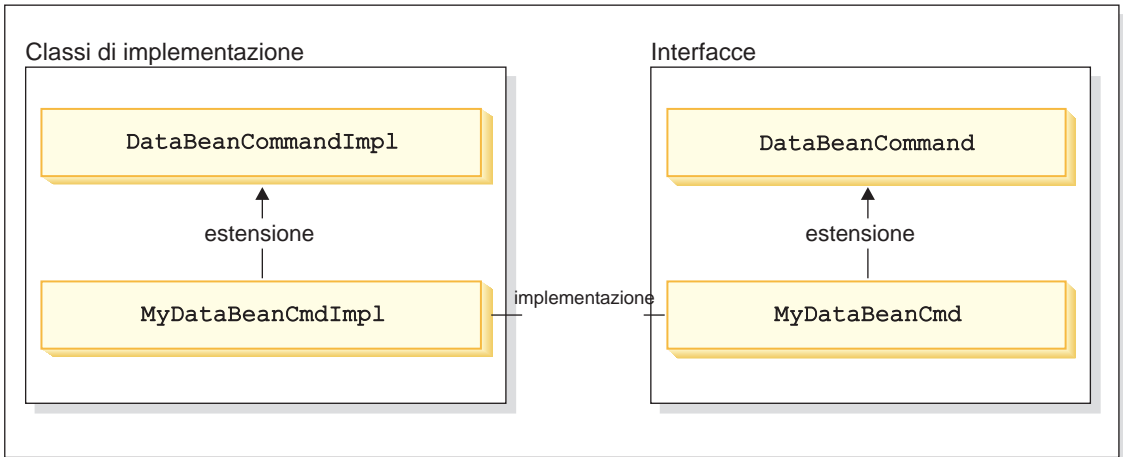 Classi di implementazione
DataBeanCommandImpl
estensione
MyDataBeanCmdImpl
implementazione
Interfacce
DataBeanCommand
estensione
MyDataBeanCmd